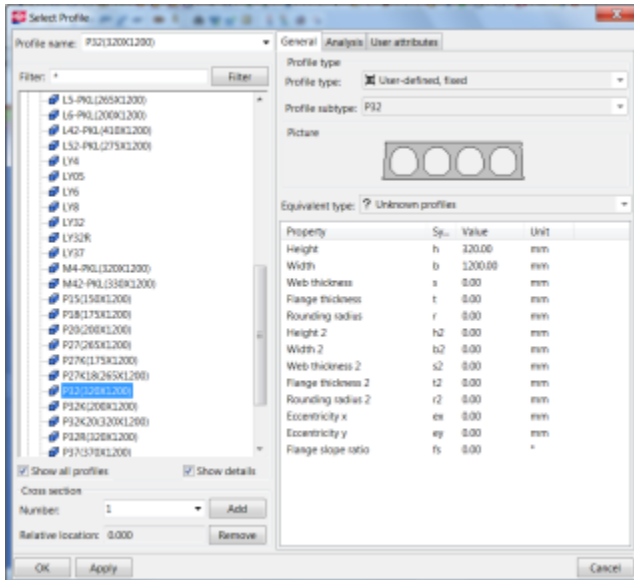 Select Profile
Profile name: P32(320X1200)
Filter: * Filter
L5-PKL(265X1200)
L6-PKL(200X1200)
L42-PKL(410X1200)
L52-PKL(275X1200)
LY4
LY05
LY6
LY8
LY32
LY32R
LY37
M4-PKL(320X1200)
M42-PKL(330X1200)
P15(150X1200)
P18(175X1200)
P20(200X1200)
P27(265X1200)
P27K(175X1200)
P27K18(265X1200)
P32(320X1200)
P32K(200X1200)
P32K20(320X1200)
P32R(320X1200)
P37(370X1200)
Show all profiles Show details
Cross section
Number: 1 Add
Relative location: 0.000 Remove
OK Apply Cancel
General Analysis User attributes
Profile type
Profile type: User-defined, fixed
Profile subtype: P32
Picture
Equivalent type: ? Unknown profiles
Property Sy... Value Unit
Height h 320.00 mm
Width b 1200.00 mm
Web thickness s 0.00 mm
Flange thickness t 0.00 mm
Rounding radius r 0.00 mm
Height 2 h2 0.00 mm
Width 2 b2 0.00 mm
Web thickness 2 s2 0.00 mm
Flange thickness 2 t2 0.00 mm
Rounding radius 2 r2 0.00 mm
Eccentricity x ex 0.00 mm
Eccentricity y ey 0.00 mm
Flange slope ratio fs 0.00 °